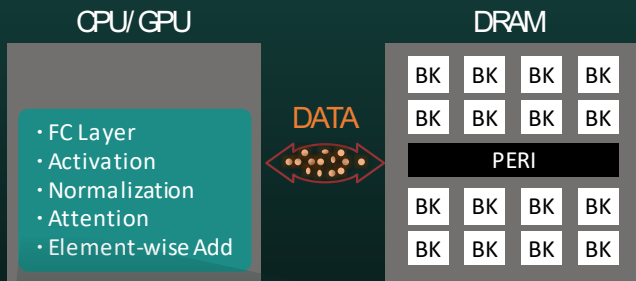 CPU/ GPU
DRAM
· FC Layer
· Activation
· Normalization
· Attention
· Element-wise Add
DATA
BK BK BK BK
BK BK BK BK
PERI
BK BK BK BK
BK BK BK BK